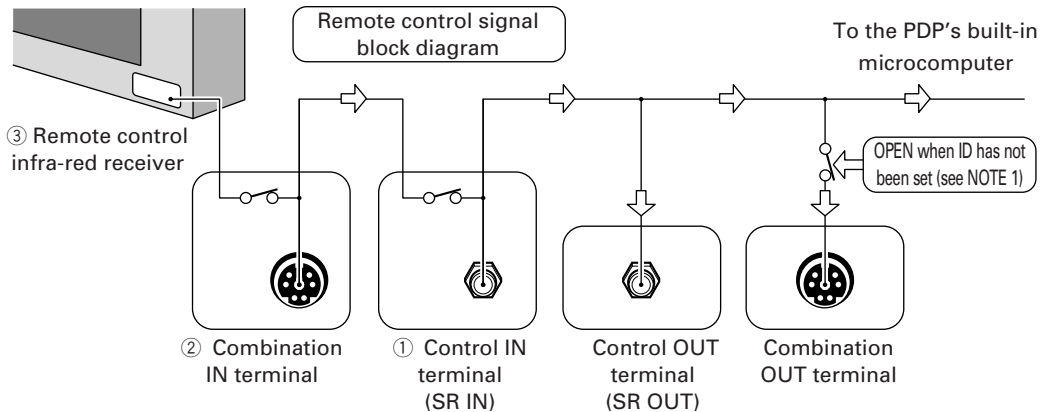 Remote control signal
block diagram
To the PDP's built-in
microcomputer
③ Remote control
infra-red receiver
OPEN when ID has not
been set (see NOTE 1)
② Combination
IN terminal
① Control IN
terminal
(SR IN)
Control OUT
terminal
(SR OUT)
Combination
OUT terminal